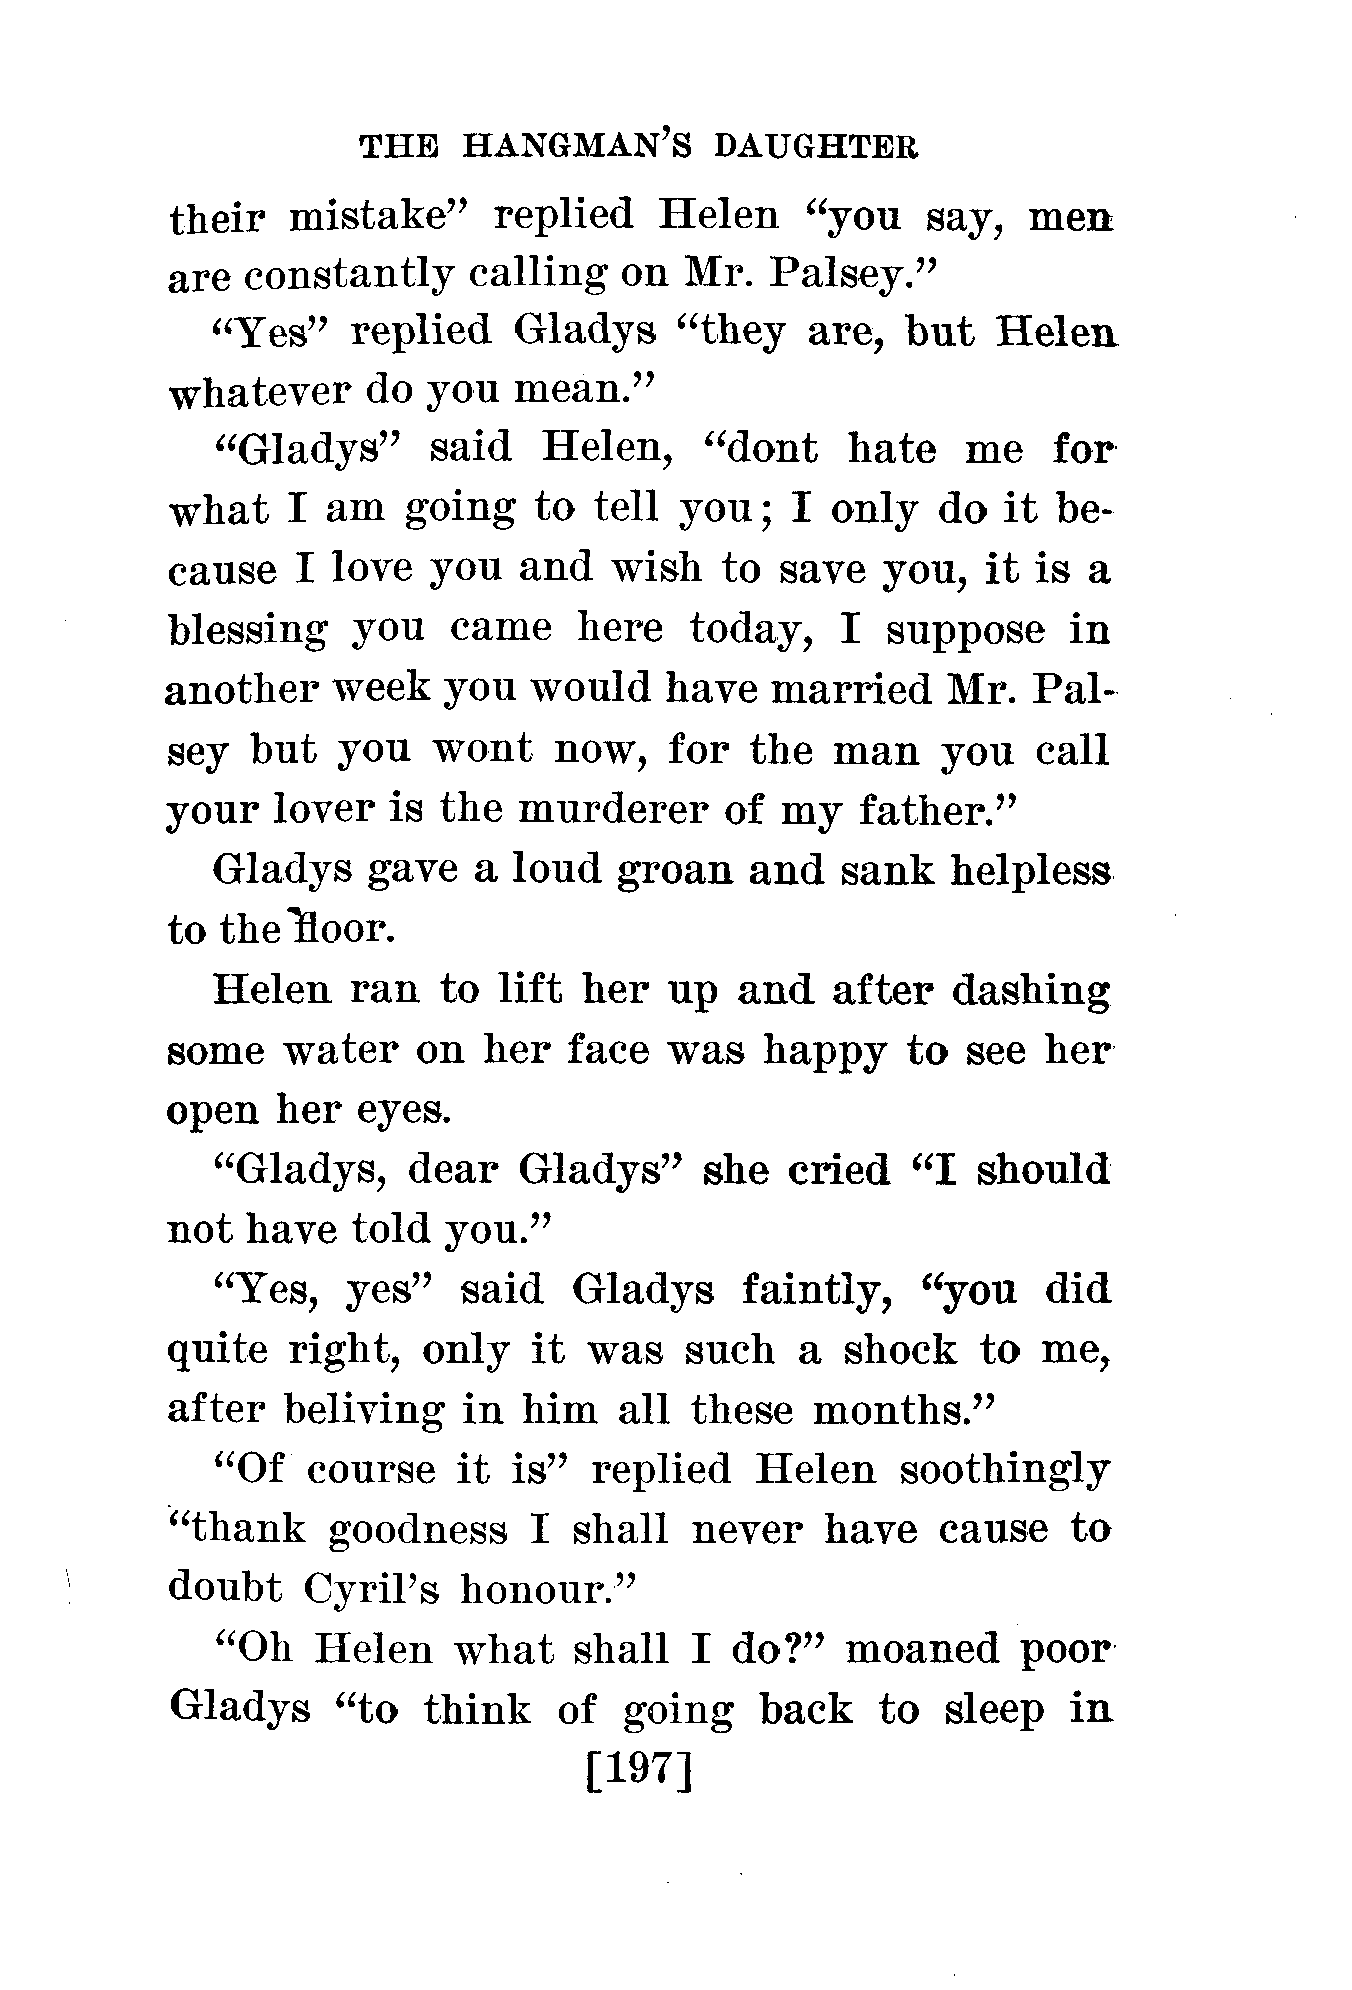 THE HANGMAN'S DAUGHTER
their mistake” replied Helen “you say, men
are constantly calling on Mr. Palsey.”
“Yes” replied Gladys “they are, but Helen
whatever do you mean.”
“Gladys” said Helen, “dont hate me for
what I am going to tell you; I only do it be-
cause I love you and wish to save you, it is a
blessing you came here today, I suppose in
another week you would have married Mr. Pal-
sey but you wont now, for the man you call
your lover is the murderer of my father.”
Gladys gave a loud groan and sank helpless
to the floor.
Helen ran to lift her up and after dashing
some water on her face was happy to see her
open her eyes.
“Gladys, dear Gladys” she cried “I should
not have told you.”
“Yes, yes” said Gladys faintly, “you did
quite right, only it was such a shock to me,
after beliving in him all these months.”
“Of course it is” replied Helen soothingly
“thank goodness I shall never have cause to
doubt Cyril’s honour.”
“Oh Helen what shall I do?” moaned poor
Gladys “to think of going back to sleep in
[197]